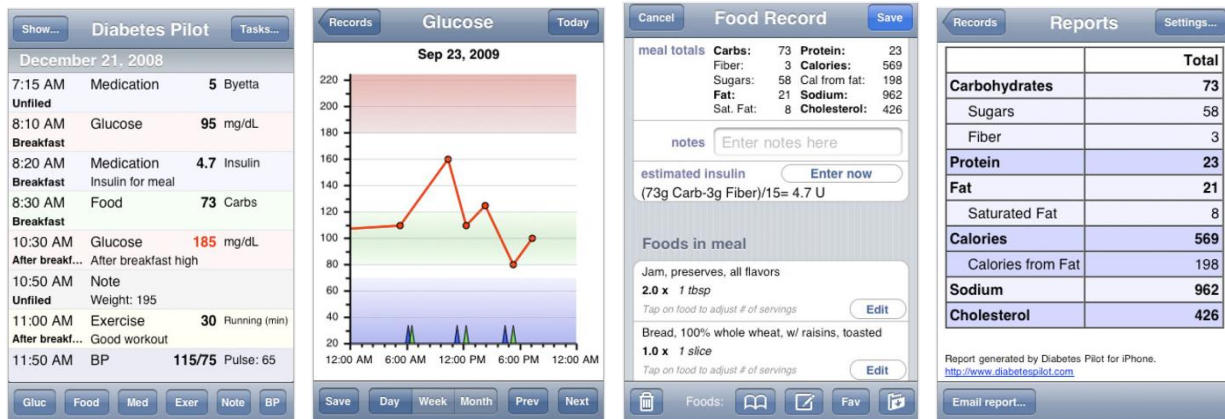 Show... Diabetes Pilot Tasks...
December 21, 2008
7:15 AM Medication 5 Byetta
Unfiled
8:10 AM Glucose 95 mg/dL
Breakfast
8:20 AM Medication 4.7 Insulin
Breakfast Insulin for meal
8:30 AM Food 73 Carbs
Breakfast
10:30 AM Glucose 185 mg/dL
After breakf... After breakfast high
10:50 AM Note
Unfiled Weight: 195
11:00 AM Exercise 30 Running (min)
After breakf... Good workout
11:50 AM BP 115/75 Pulse: 65
Gluc Food Med Exer Note BP
Records Glucose Today
Sep 23, 2009
220
200
180
160
140
120
100
80
60
40
20
12:00 AM 6:00 AM 12:00 PM 6:00 PM 12:00 AM
Save Day Week Month Prev Next
Cancel Food Record Save
meal totals Carbs: 73 Protein: 23
Fiber: 3 Calories: 569
Sugars: 58 Cal from fat: 198
Fat: 21 Sodium: 962
Sat. Fat: 8 Cholesterol: 426
notes Enter notes here
estimated insulin Enter now
(73g Carb-3g Fiber)/15= 4.7 U
Foods in meal
Jam, preserves, all flavors
2.0 x 1 tbsp
Tap on food to adjust # of servings Edit
Bread, 100% whole wheat, w/ raisins, toasted
1.0 x 1 slice
Tap on food to adjust # of servings Edit
Foods: Fav
Records Reports Settings...
Total
Carbohydrates 73
Sugars 58
Fiber 3
Protein 23
Fat 21
Saturated Fat 8
Calories 569
Calories from Fat 198
Sodium 962
Cholesterol 426
Report generated by Diabetes Pilot for iPhone.
http://www.diabetespilot.com
Email report...